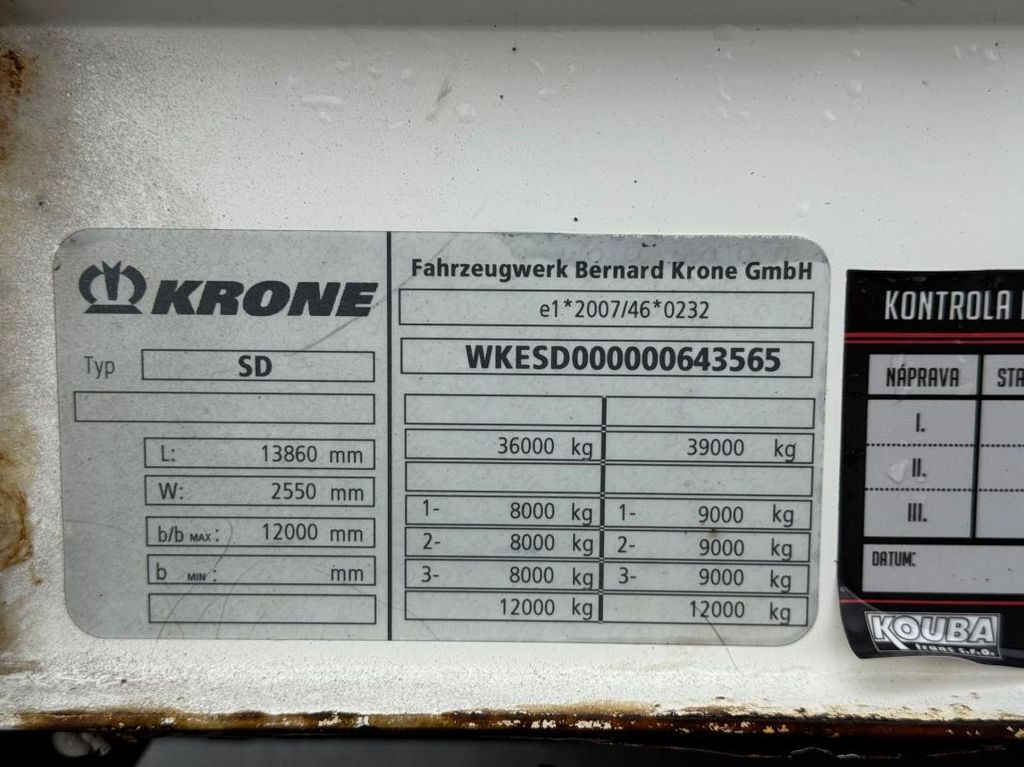 KRONE
Typ SD
L: 13860 mm
W: 2550 mm
b/b MAX: 12000 mm
b MIN: mm
Fahrzeugwerk Bernard Krone GmbH
e1*2007/46*0232
WKESD000000643565
36000 kg 39000 kg
1- 8000 kg 1- 9000 kg
2- 8000 kg 2- 9000 kg
3- 8000 kg 3- 9000 kg
12000 kg 12000 kg
KONTROLA
NÁPRAVA STA
I.
II.
III.
DATUM:
KOUBA
trans s.r.o.